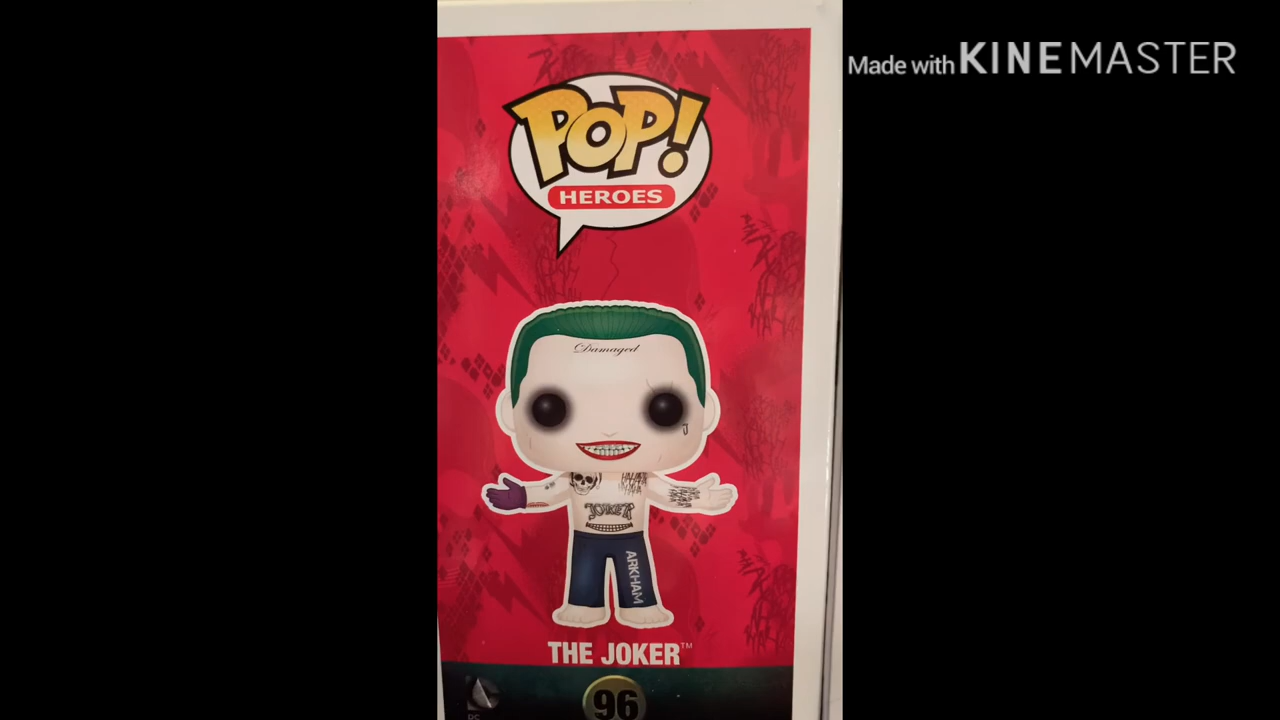 Made with KINEMASTER
POP!
HEROES
Damaged
J
JOKER
ARKHAM
THE JOKER™
96